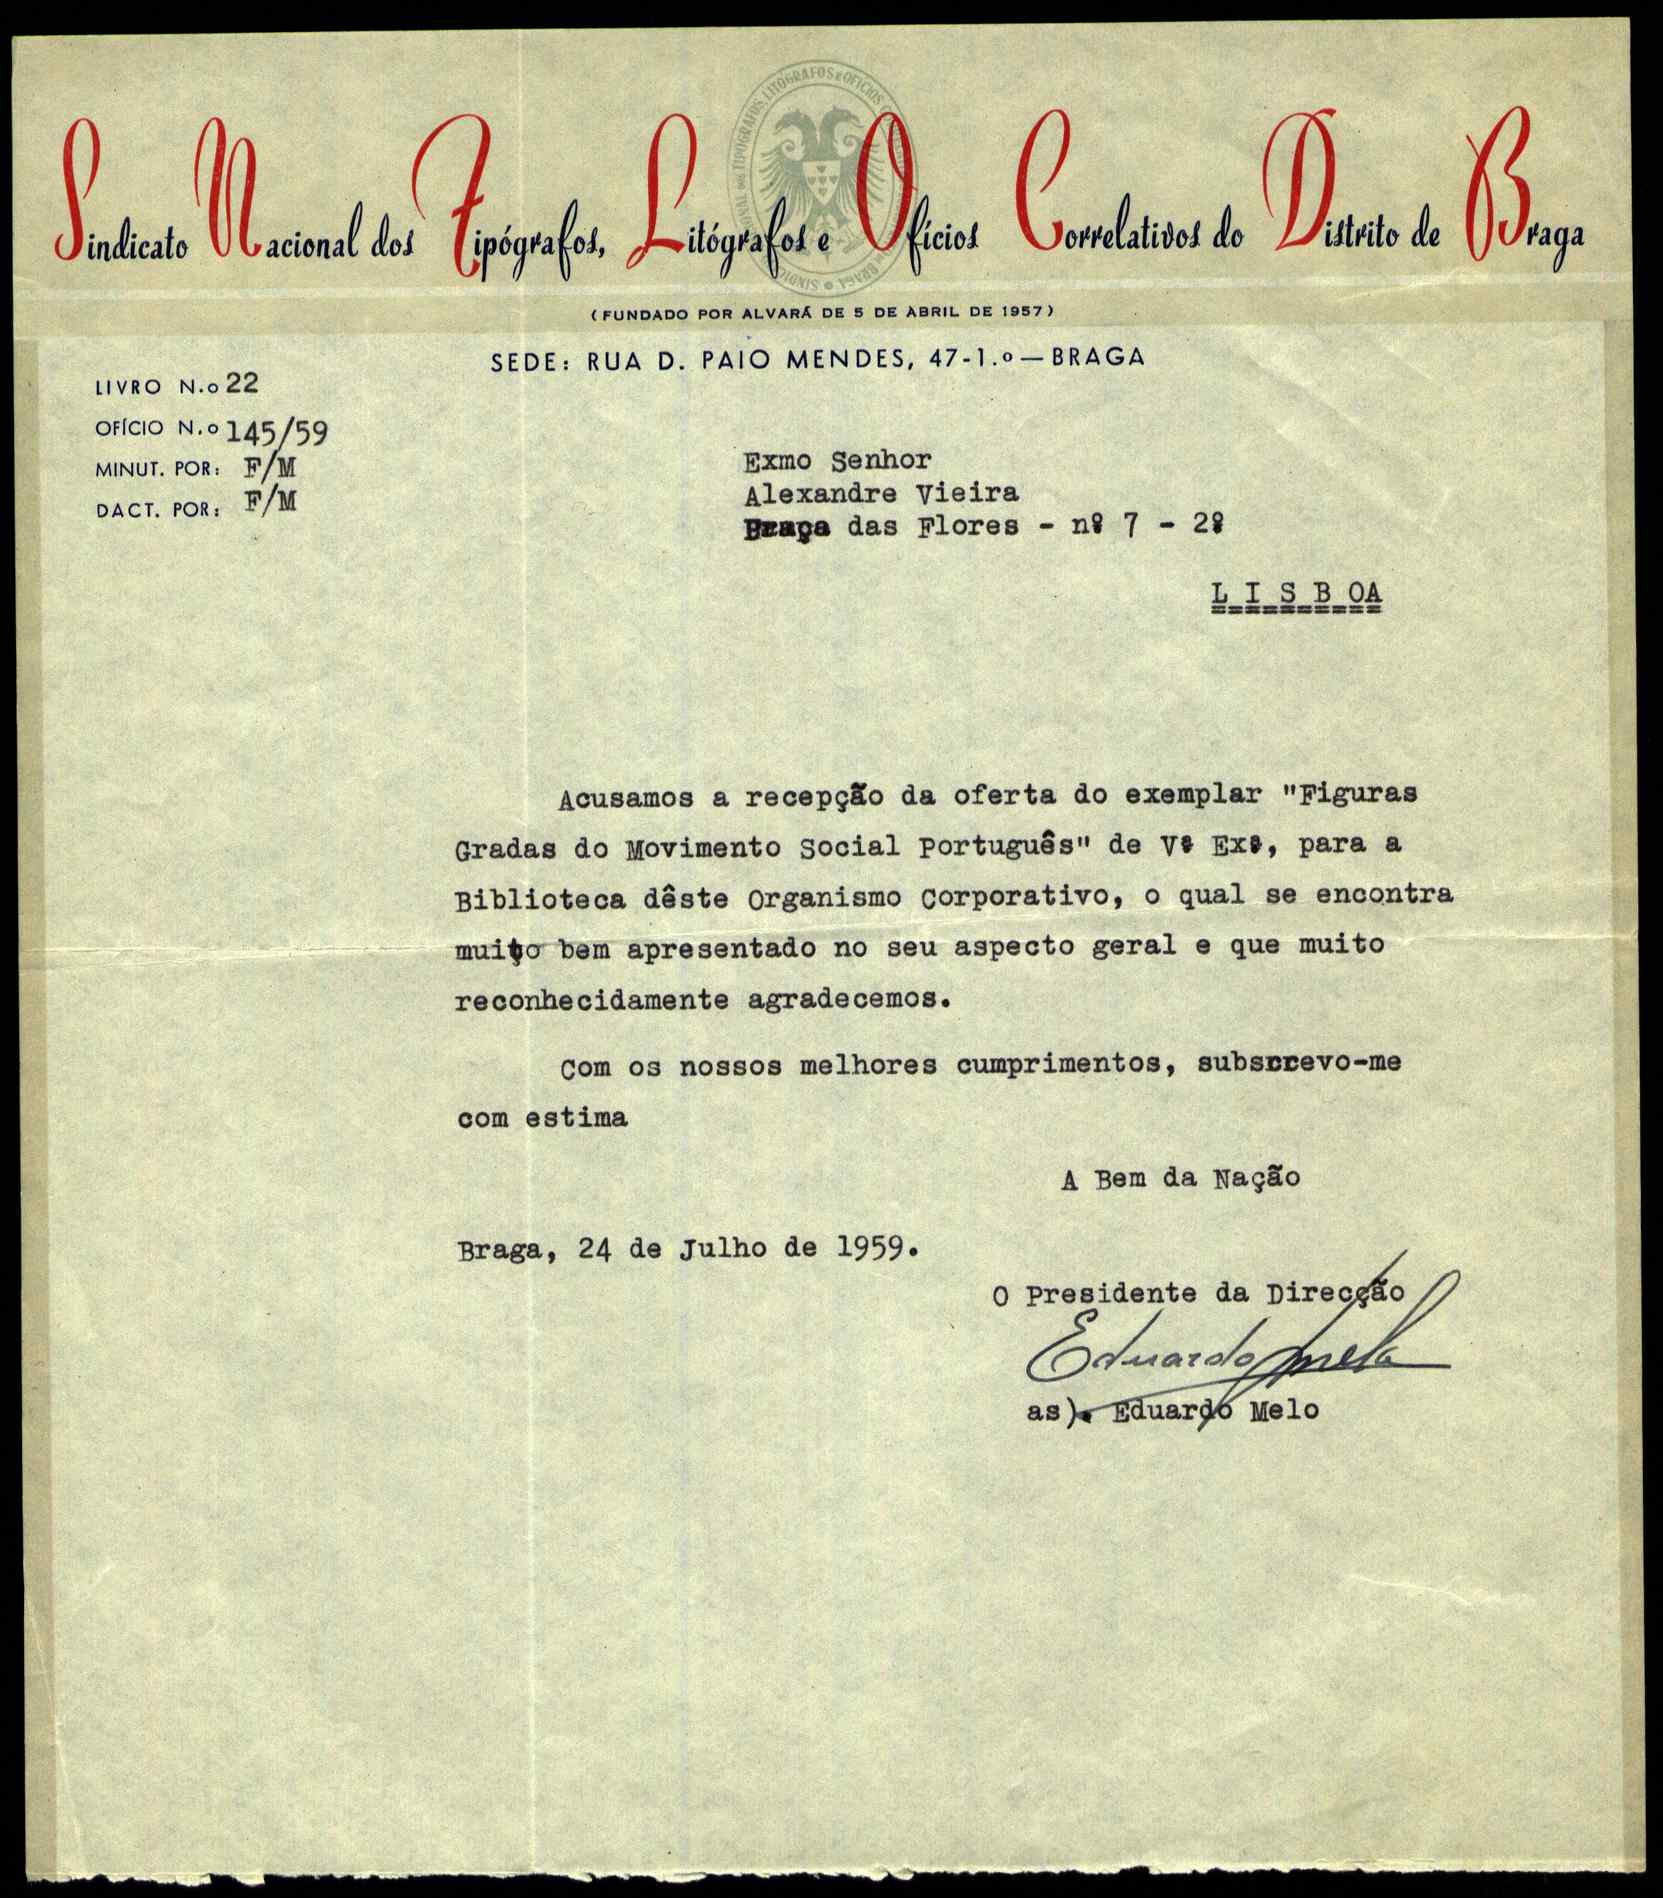 Sindicato Nacional dos Tipógrafos, Litógrafos e Ofícios Correlativos do Distrito de Braga
(FUNDADO POR ALVARÁ DE 5 DE ABRIL DE 1957)
SEDE: RUA D. PAIO MENDES, 47-1.º — BRAGA
LIVRO N.º 22
OFÍCIO N.º 145/59
MINUT. POR: F/M
DACT. POR: F/M
Exmo Senhor
Alexandre Vieira
Praça das Flores - nº 7 - 2º
L I S B OA
Acusamos a recepção da oferta do exemplar "Figuras
Gradas do Movimento Social Português" de Vª Exª, para a
Biblioteca dêste Organismo Corporativo, o qual se encontra
muito bem apresentado no seu aspecto geral e que muito
reconhecidamente agradecemos.
Com os nossos melhores cumprimentos, subscrevo-me
com estima
A Bem da Nação
Braga, 24 de Julho de 1959.
O Presidente da Direcção
Eduardo Melo
as). Eduardo Melo